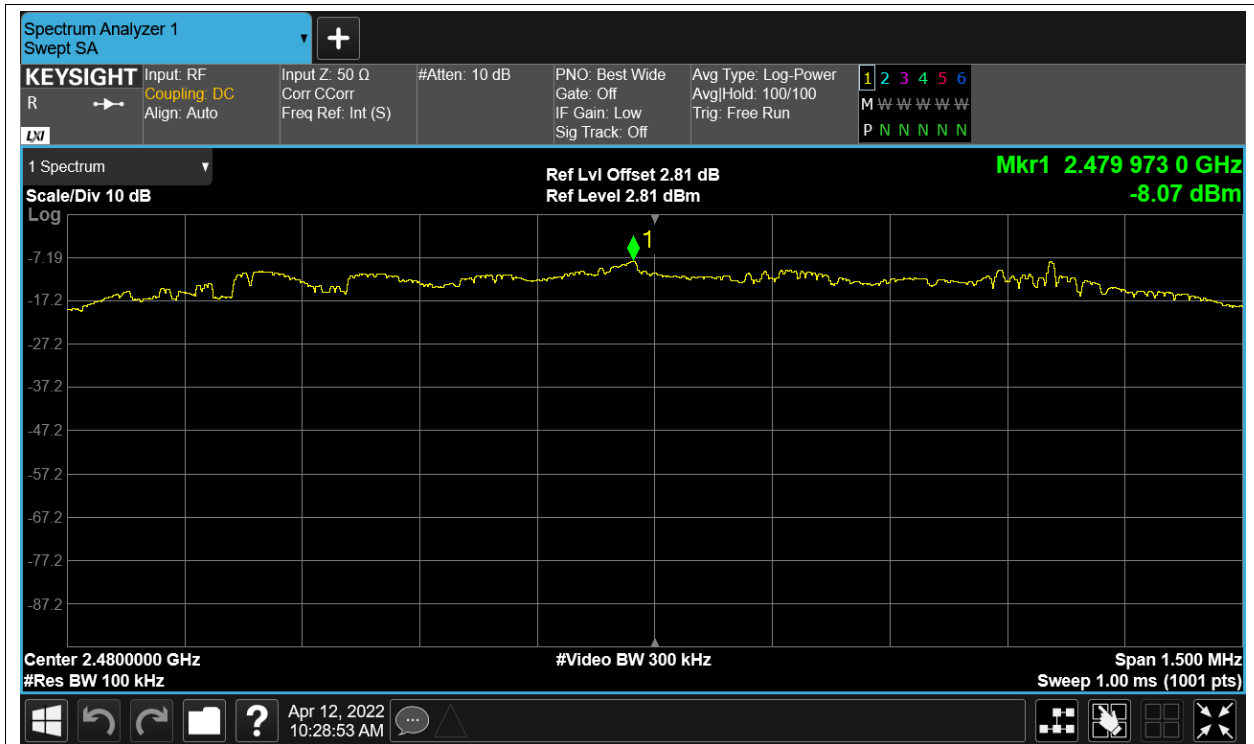 Spectrum Analyzer 1
Swept SA
KEYSIGHT
R
LXI
Input: RF
Coupling: DC
Align: Auto
Input Z: 50 Ω
Corr CCorr
Freq Ref: Int (S)
#Atten: 10 dB
PNO: Best Wide
Gate: Off
IF Gain: Low
Sig Track: Off
Avg Type: Log-Power
Avg|Hold: 100/100
Trig: Free Run
1 2 3 4 5 6
M W W W W W
P N N N N N
1 Spectrum
Scale/Div 10 dB
Log
Ref Lvl Offset 2.81 dB
Ref Level 2.81 dBm
Mkr1 2.479 973 0 GHz
-8.07 dBm
1
-7.19
-17.2
-27.2
-37.2
-47.2
-57.2
-67.2
-77.2
-87.2
Center 2.4800000 GHz
#Res BW 100 kHz
#Video BW 300 kHz
Span 1.500 MHz
Sweep 1.00 ms (1001 pts)
?
Apr 12, 2022
10:28:53 AM